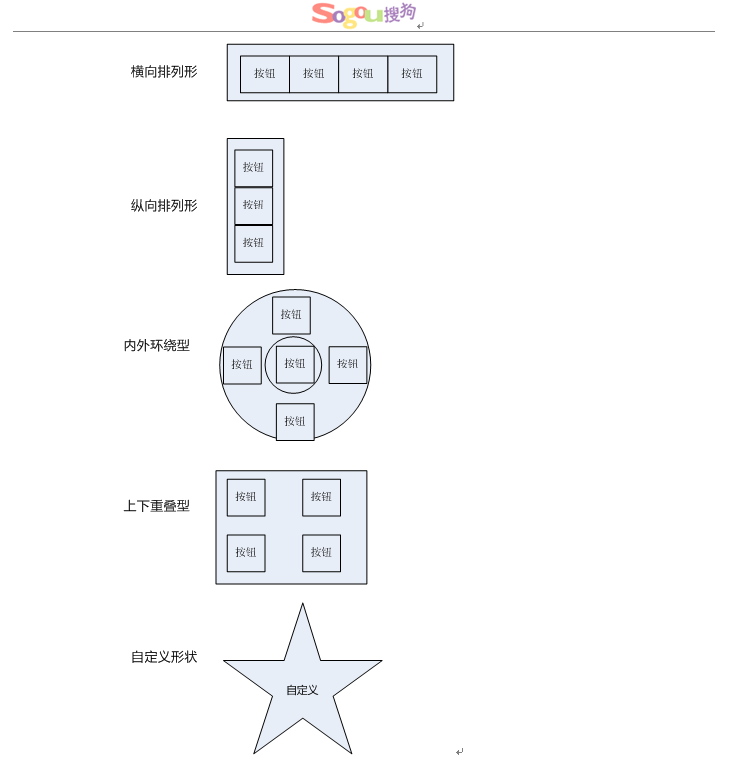 Sogou搜狗
横向排列形
按钮 按钮 按钮 按钮
按钮
纵向排列形
按钮
按钮
按钮
内外环绕型
按钮 按钮 按钮
按钮
上下重叠型
按钮 按钮
按钮 按钮
自定义形状
自定义